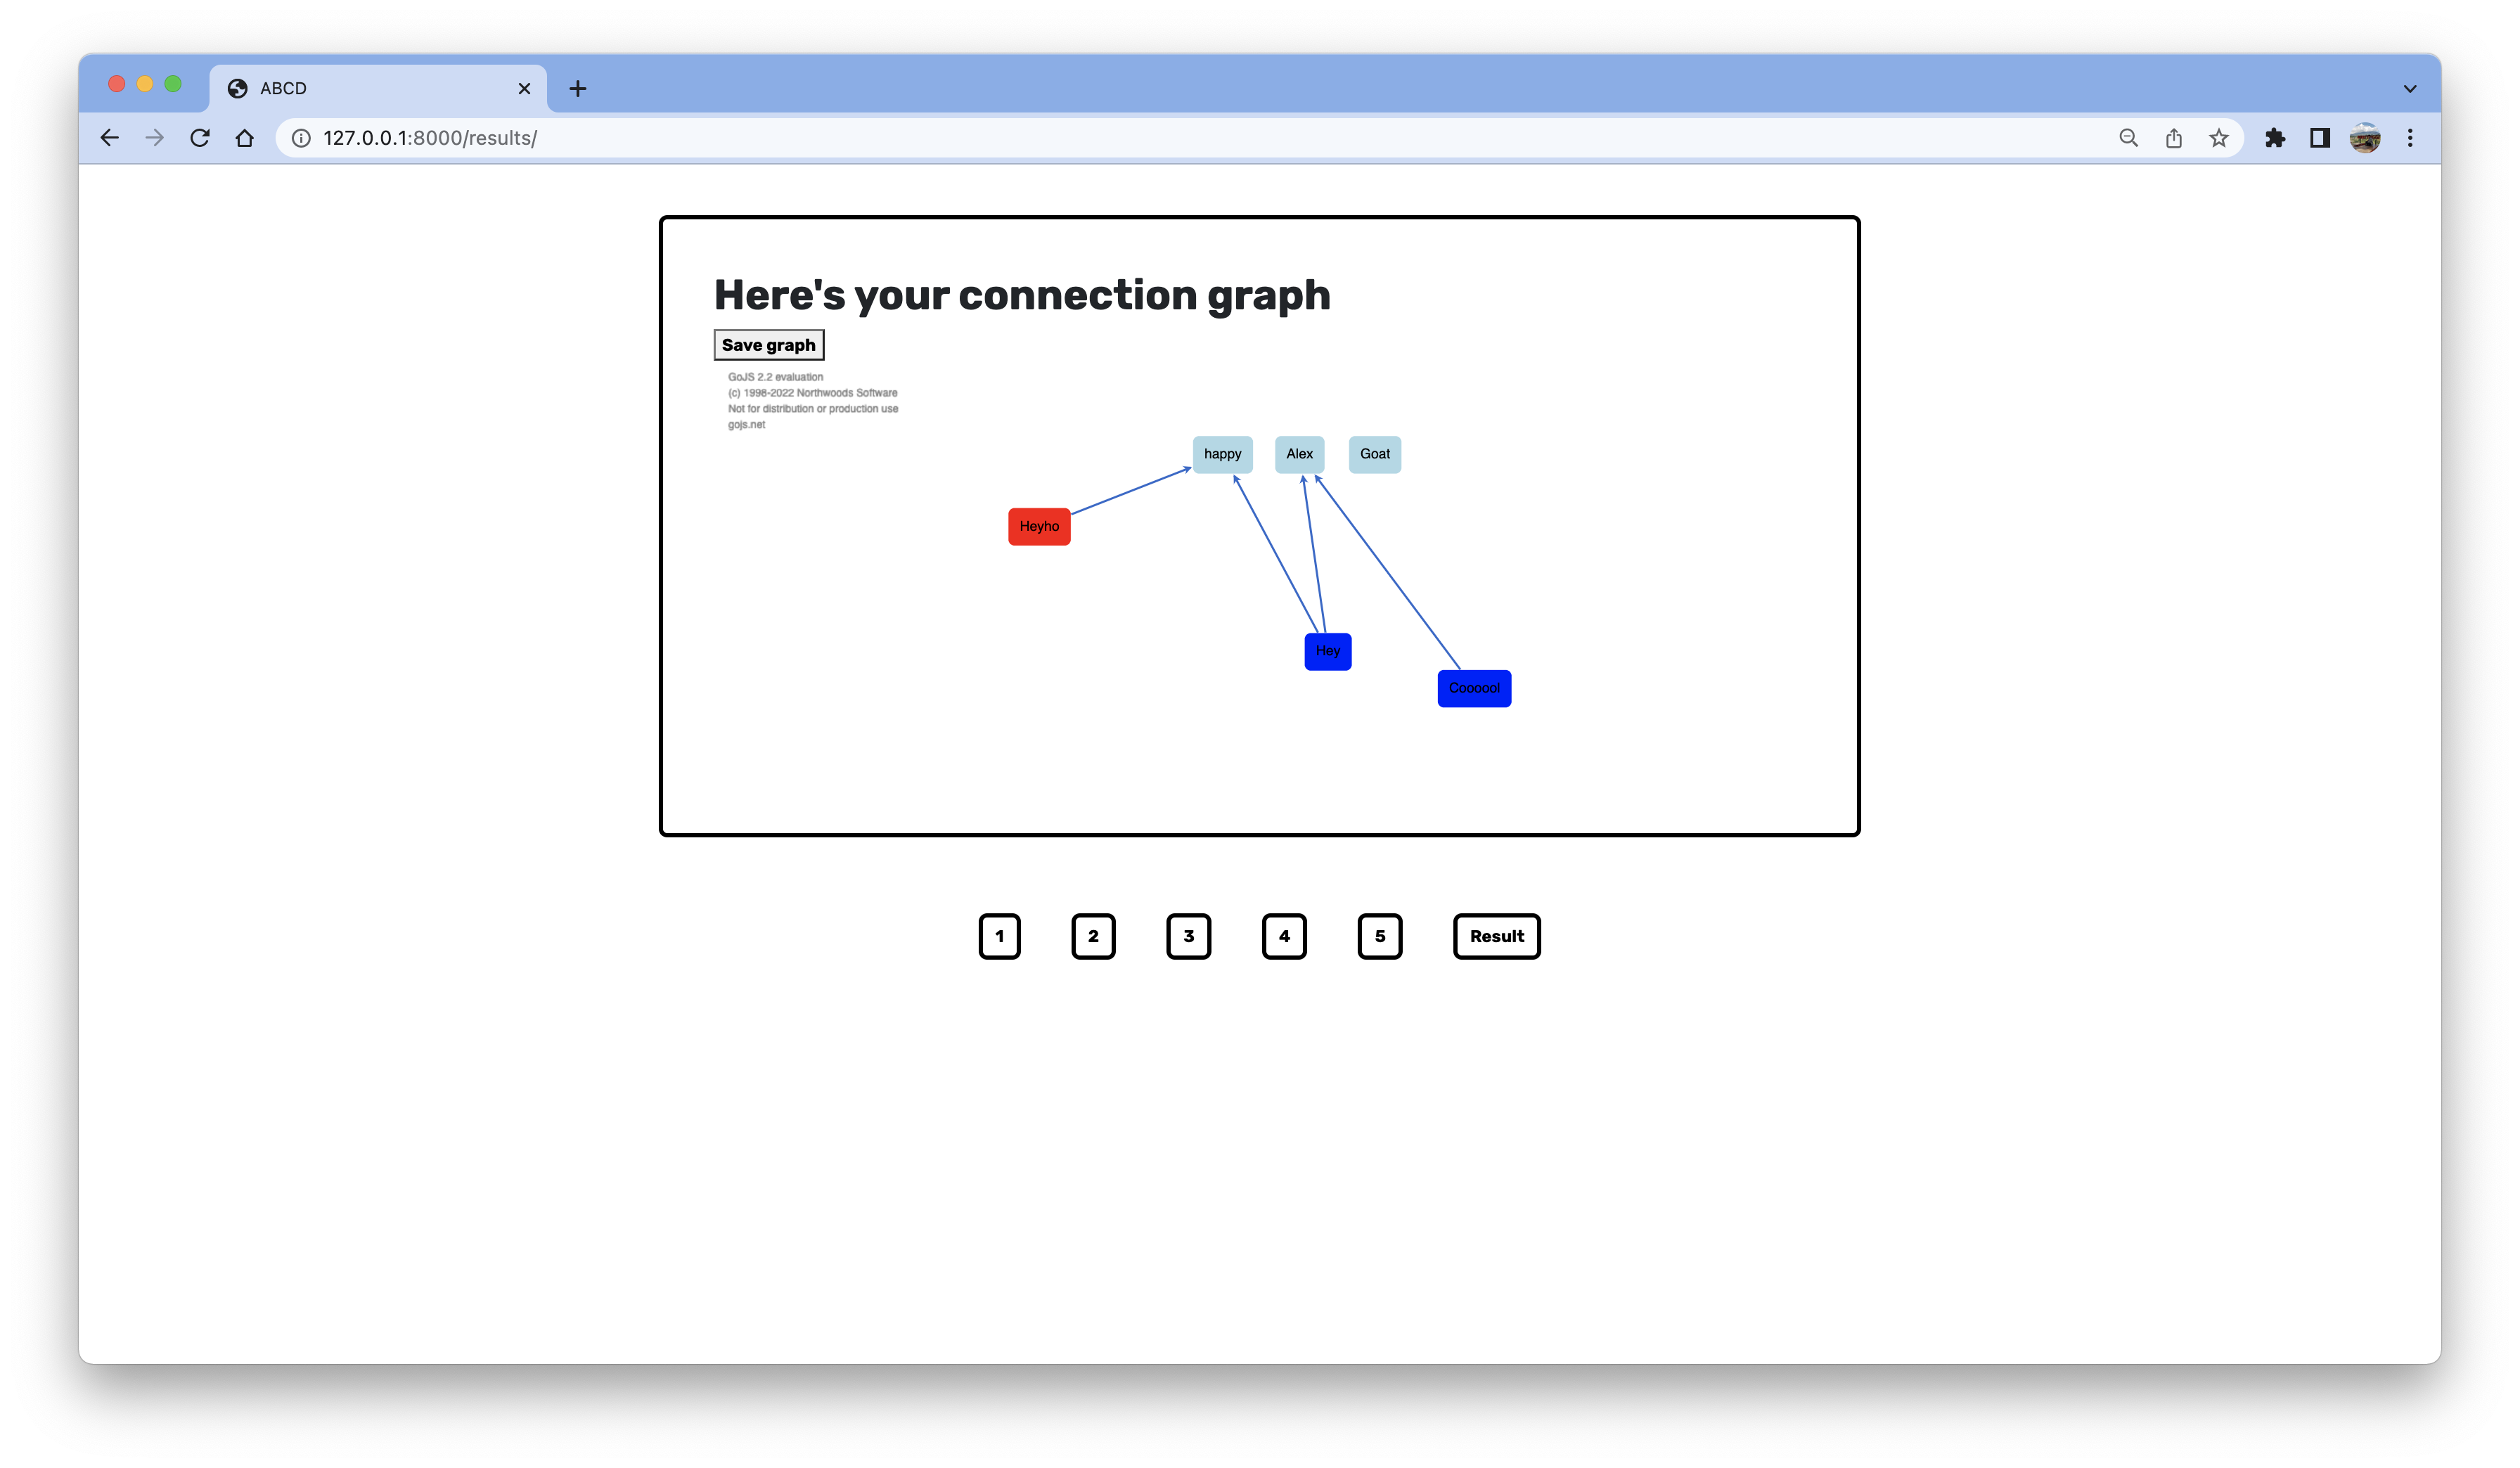 ABCD
127.0.0.1:8000/results/
Here's your connection graph
Save graph
GoJS 2.2 evaluation
(c) 1998-2022 Northwoods Software
Not for distribution or production use
gojs.net
happy Alex Goat
Heyho
Hey
Coooool
1 2 3 4 5 Result